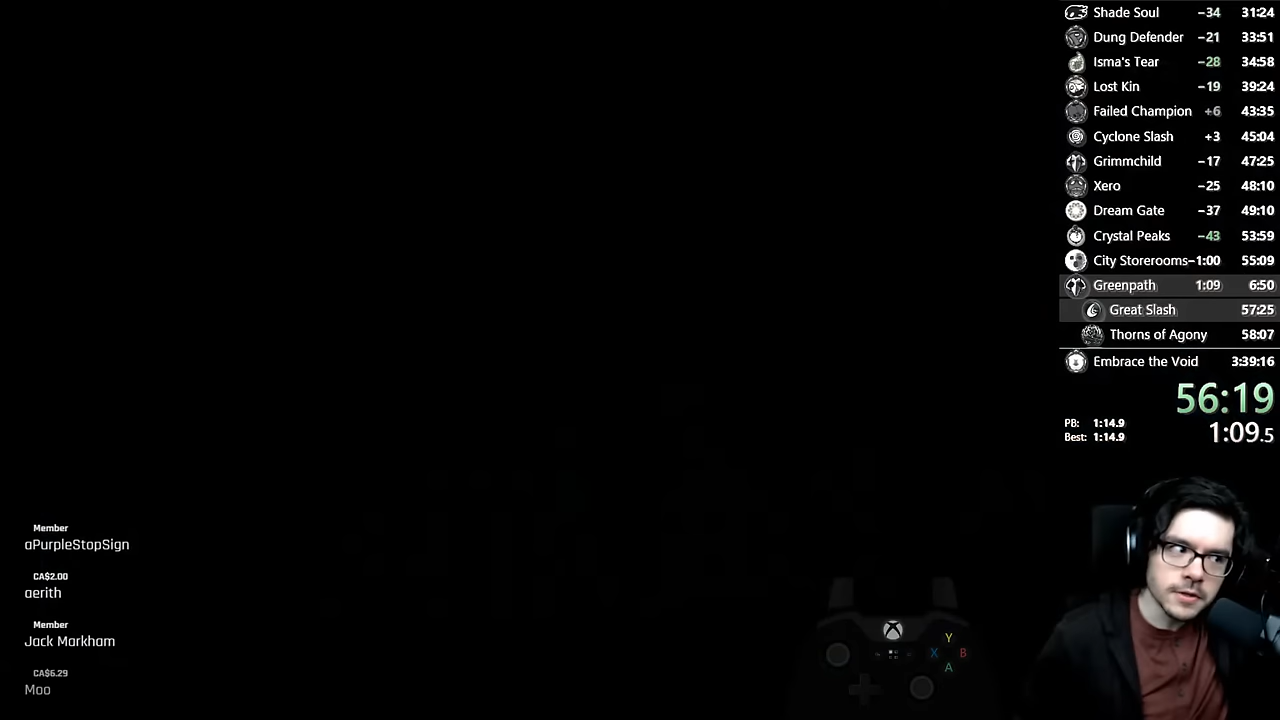 Shade Soul -34 31:24
Dung Defender -21 33:51
Isma's Tear -28 34:58
Lost Kin -19 39:24
Failed Champion +6 43:35
Cyclone Slash +3 45:04
Grimmchild -17 47:25
Xero -25 48:10
Dream Gate -37 49:10
Crystal Peaks -43 53:59
City Storerooms -1:00 55:09
Greenpath 1:09 6:50
Great Slash 57:25
Thorns of Agony 58:07
Embrace the Void 3:39:16
56:19
PB: 1:14.9
Best: 1:14.9
1:09.5
Member
aPurpleStopSign
CA$2.00
aerith
Member
Jack Markham
CA$6.29
Moo
Y
X B
A